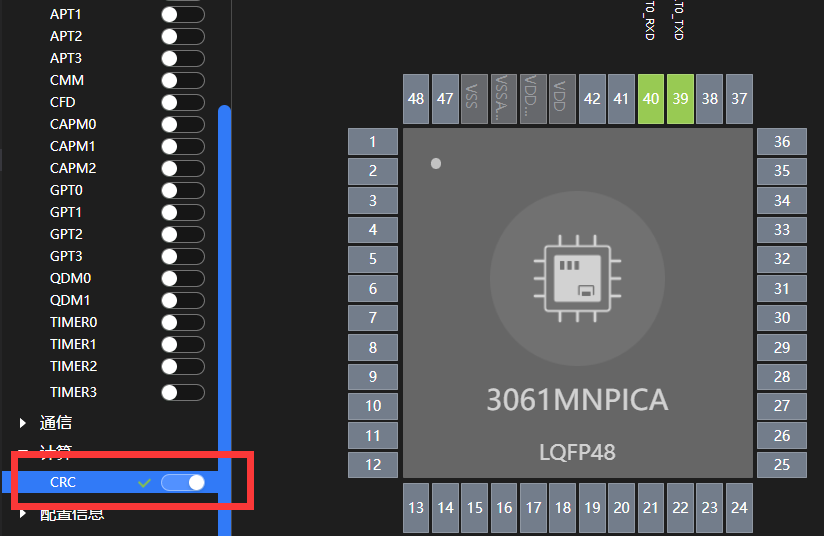 APT1
APT2
APT3
CMM
CFD
CAPM0
CAPM1
CAPM2
GPT0
GPT1
GPT2
GPT3
QDM0
QDM1
TIMER0
TIMER1
TIMER2
TIMER3
通信
计算
CRC
配置信息
T0_RXD
T0_TXD
48 47 VSS VSSA... VDD... VDD 42 41 40 39 38 37
1
2
3
4
5
6
7
8
9
10
11
12
3061MNPICA
LQFP48
36
35
34
33
32
31
30
29
28
27
26
25
13 14 15 16 17 18 19 20 21 22 23 24